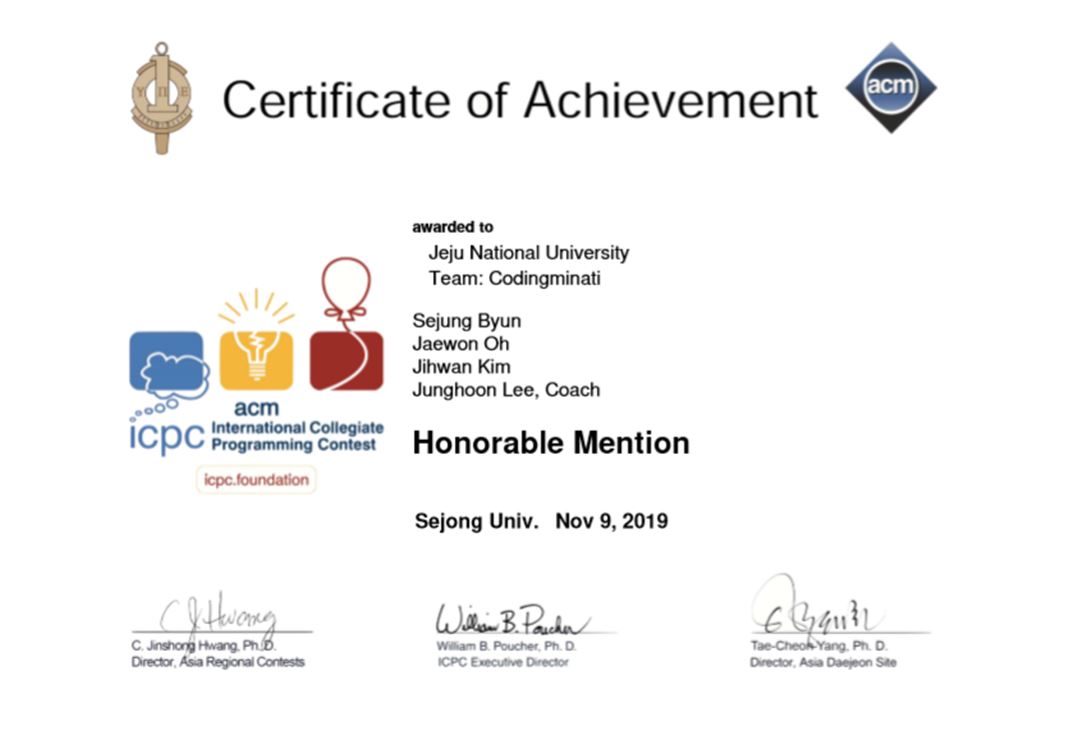 Certificate of Achievement
acm
Υ Π Ε
awarded to
Jeju National University
Team: Codingminati
Sejung Byun
Jaewon Oh
Jihwan Kim
Junghoon Lee, Coach
Honorable Mention
Sejong Univ. Nov 9, 2019
icpc
acm
International Collegiate
Programming Contest
icpc.foundation
C. Jinshong Hwang, Ph.D.
Director, Asia Regional Contests
William B. Poucher
William B. Poucher, Ph. D.
ICPC Executive Director
Tae-Cheon Yang, Ph. D.
Director, Asia Daejeon Site